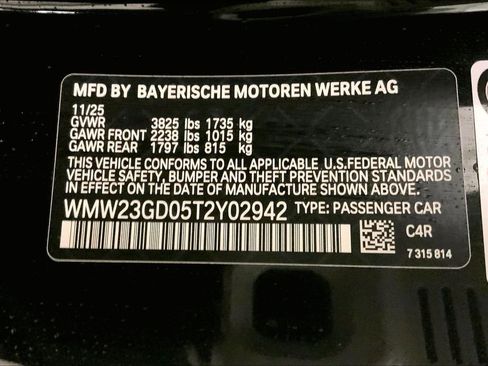 MFD BY BAYERISCHE MOTOREN WERKE AG
11/25
GVWR 3825 lbs 1735 kg
GAWR FRONT 2238 lbs 1015 kg
GAWR REAR 1797 lbs 815 kg
THIS VEHICLE CONFORMS TO ALL APPLICABLE U.S.FEDERAL MOTOR
VEHICLE SAFETY, BUMPER AND THEFT PREVENTION STANDARDS
IN EFFECT ON THE DATE OF MANUFACTURE SHOWN ABOVE.
WMW23GD05T2Y02942 TYPE: PASSENGER CAR
C4R
7 315 814